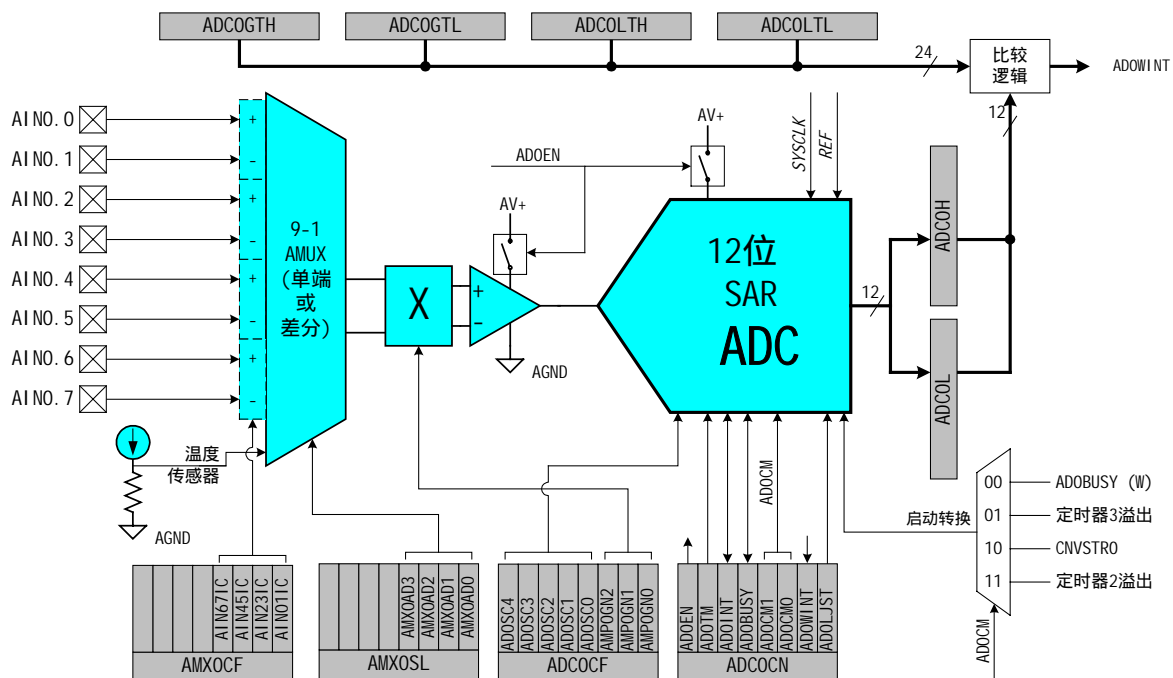 ADC0GTH
ADC0GTL
ADC0LTH
ADC0LTL
24
比较
逻辑
AD0WINT
12
AIN0.0
AIN0.1
AIN0.2
AIN0.3
AIN0.4
AIN0.5
AIN0.6
AIN0.7
+
-
+
-
+
-
+
-
9-1
AMUX
(单端
或
差分)
温度
传感器
AGND
X
+
-
AV+
AGND
AD0EN
AV+
SYSCLK
REF
12位
SAR
ADC
12
ADC0H
ADC0L
启动转换
00
01
10
11
AD0BUSY (W)
定时器3溢出
CNVSTR0
定时器2溢出
AD0CM
AD0CM
AIN67IC
AIN45IC
AIN23IC
AIN01IC
AMX0CF
AMX0AD3
AMX0AD2
AMX0AD1
AMX0AD0
AMX0SL
AD0SC4
AD0SC3
AD0SC2
AD0SC1
AD0SC0
AMP0GN2
AMP0GN1
AMP0GN0
ADC0CF
AD0EN
AD0TM
AD0INT
AD0BUSY
AD0CM1
AD0CM0
AD0WINT
AD0LJST
ADC0CN